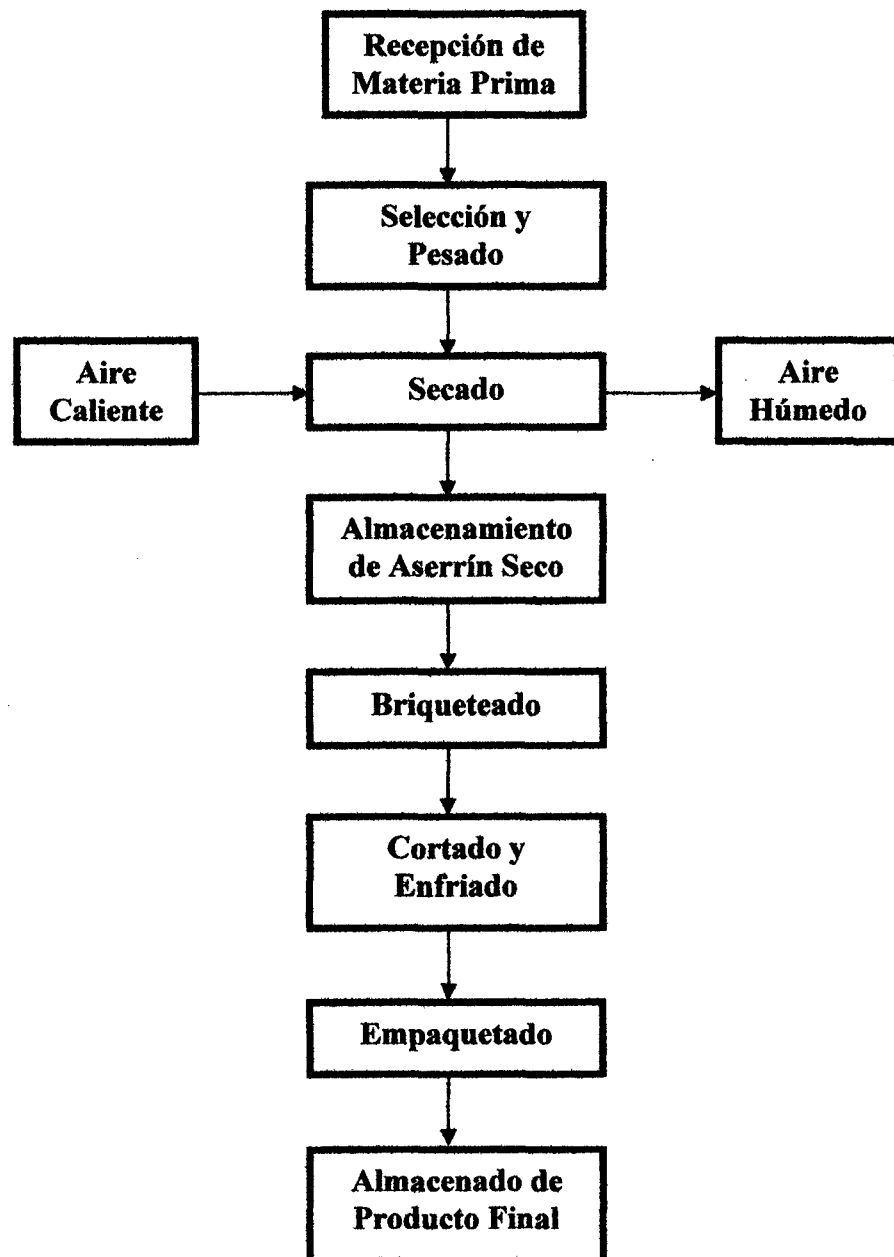 Recepción de
Materia Prima
Selección y
Pesado
Aire
Caliente
Secado
Aire
Húmedo
Almacenamiento
de Aserrín Seco
Briqueteado
Cortado y
Enfriado
Empaquetado
Almacenado de
Producto Final